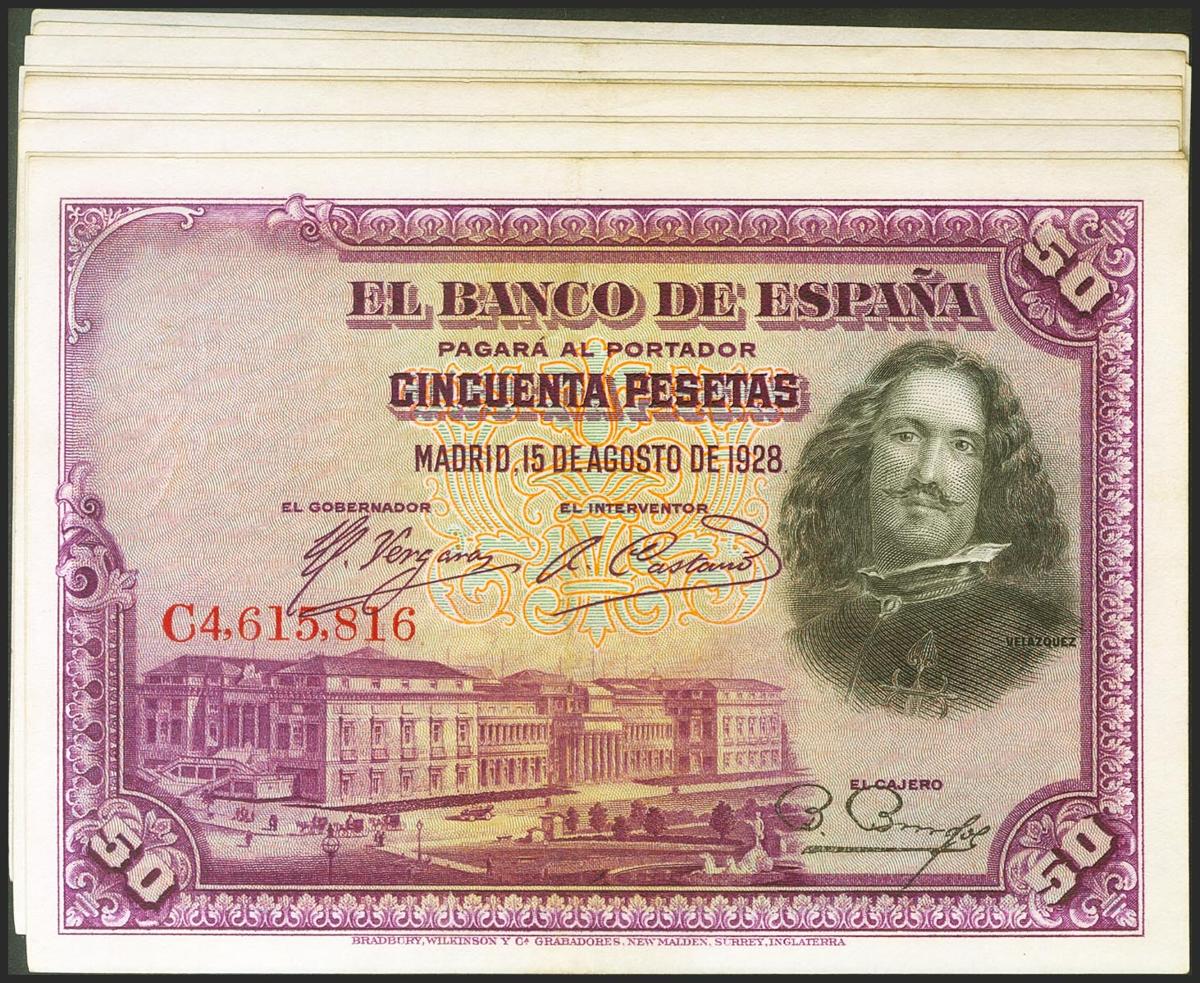 50
EL BANCO DE ESPAÑA
PAGARÁ AL PORTADOR
CINCUENTA PESETAS
MADRID, 15 DE AGOSTO DE 1928.
EL GOBERNADOR EL INTERVENTOR
C4,615,816
VELAZQUEZ
EL CAJERO
50 50
BRADBURY, WILKINSON Y Cª GRABADORES, NEW MALDEN, SURREY, INGLATERRA